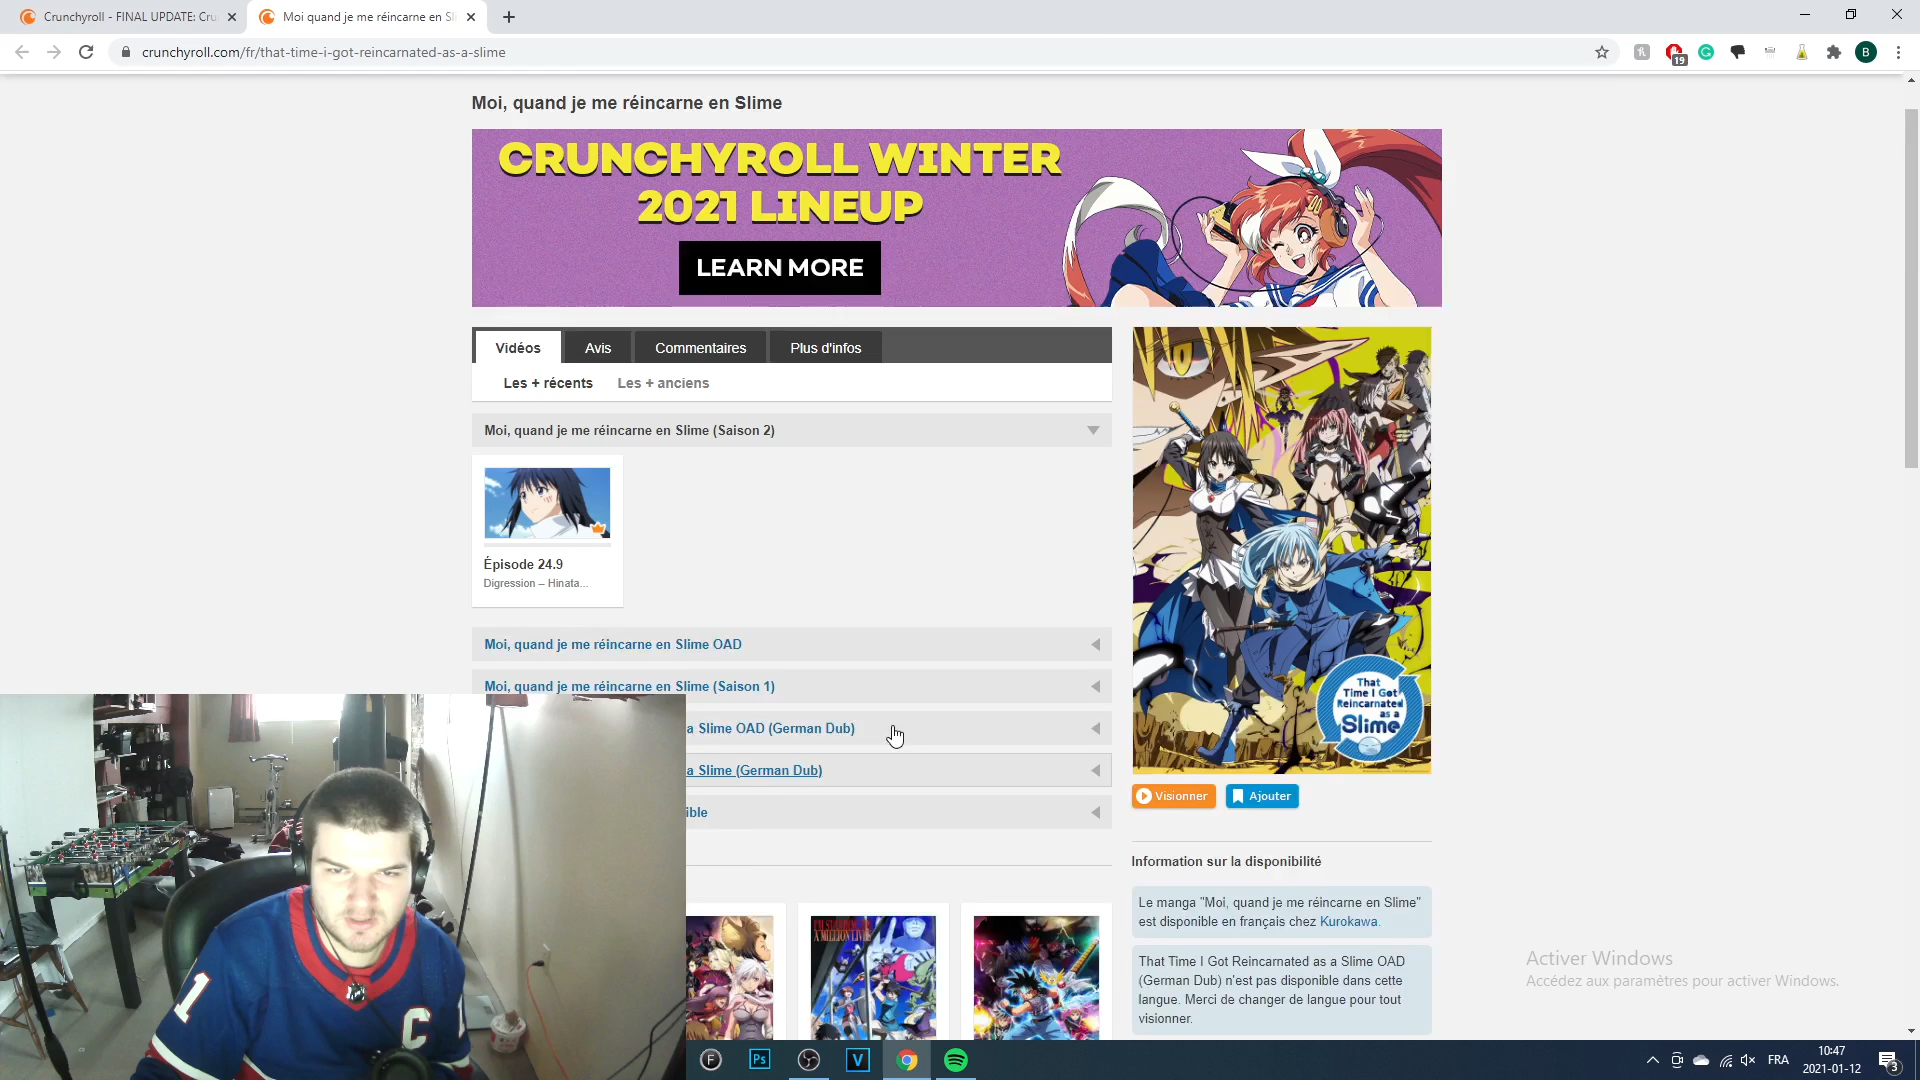 Crunchyroll - FINAL UPDATE: Cru
Moi quand je me réincarne en Sli
crunchyroll.com/fr/that-time-i-got-reincarnated-as-a-slime
19
B
Moi, quand je me réincarne en Slime
CRUNCHYROLL WINTER
2021 LINEUP
LEARN MORE
Vidéos
Avis
Commentaires
Plus d'infos
Les + récents
Les + anciens
Moi, quand je me réincarne en Slime (Saison 2)
Épisode 24.9
Digression – Hinata...
Moi, quand je me réincarne en Slime OAD
Moi, quand je me réincarne en Slime (Saison 1)
a Slime OAD (German Dub)
a Slime (German Dub)
ible
That
Time I Got
Reincarnated
as a
Slime
Visionner
Ajouter
Information sur la disponibilité
Le manga "Moi, quand je me réincarne en Slime"
est disponible en français chez Kurokawa.
That Time I Got Reincarnated as a Slime OAD
(German Dub) n'est pas disponible dans cette
langue. Merci de changer de langue pour tout
visionner.
Activer Windows
Accédez aux paramètres pour activer Windows.
1
C
F
Ps
V
FRA
10:47
2021-01-12
3